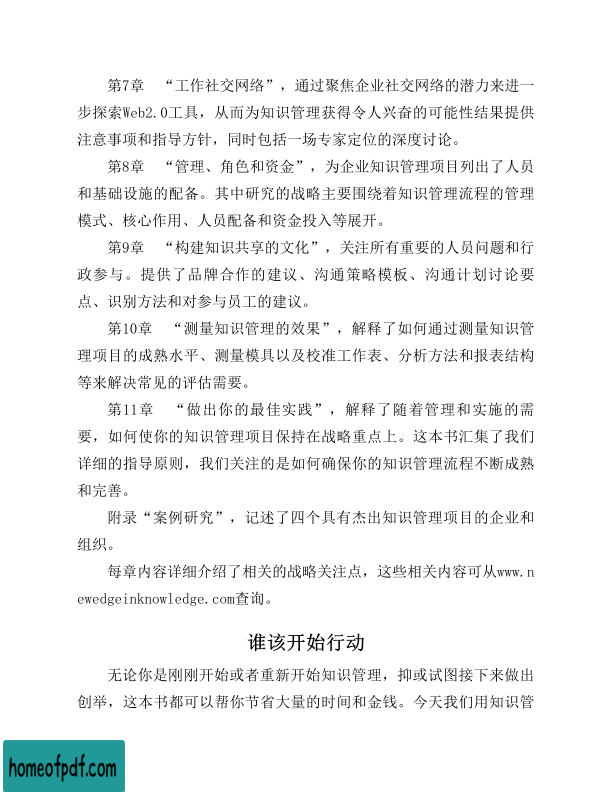 第7章　“工作社交网络”，通过聚焦企业社交网络的潜力来进一
步探索Web2.0工具，从而为知识管理获得令人兴奋的可能性结果提供
注意事项和指导方针，同时包括一场专家定位的深度讨论。
第8章　“管理、角色和资金”，为企业知识管理项目列出了人员
和基础设施的配备。其中研究的战略主要围绕着知识管理流程的管理
模式、核心作用、人员配备和资金投入等展开。
第9章　“构建知识共享的文化”，关注所有重要的人员问题和行
政参与。提供了品牌合作的建议、沟通策略模板、沟通计划讨论要
点、识别方法和对参与员工的建议。
第10章　“测量知识管理的效果”，解释了如何通过测量知识管
理项目的成熟水平、测量模具以及校准工作表、分析方法和报表结构
等来解决常见的评估需要。
第11章　“做出你的最佳实践”，解释了随着管理和实施的需
要，如何使你的知识管理项目保持在战略重点上。这本书汇集了我们
详细的指导原则，我们关注的是如何确保你的知识管理流程不断成熟
和完善。
附录“案例研究”，记述了四个具有杰出知识管理项目的企业和
组织。
每章内容详细介绍了相关的战略关注点，这些相关内容可从www.n
ewedgeinknowledge.com查询。
谁该开始行动
无论你是刚刚开始或者重新开始知识管理，抑或试图接下来做出
创举，这本书都可以帮你节省大量的时间和金钱。今天我们用知识管
homeofpdf.com